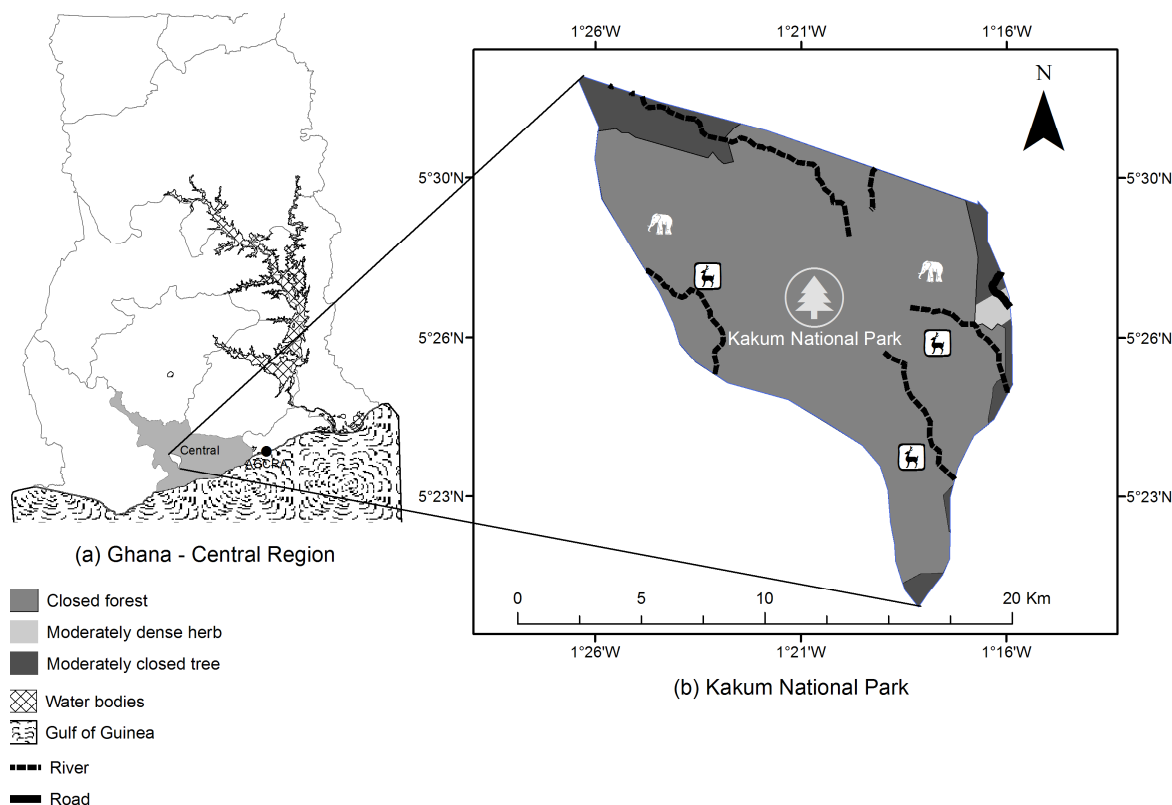 1°26'W 1°21'W 1°16'W
N
5°30'N 5°30'N
5°26'N 5°26'N
Kakum National Park
Central
ACCRA
5°23'N 5°23'N
(a) Ghana - Central Region
0 5 10 20 Km
1°26'W 1°21'W 1°16'W
(b) Kakum National Park
Closed forest
Moderately dense herb
Moderately closed tree
Water bodies
Gulf of Guinea
River
Road